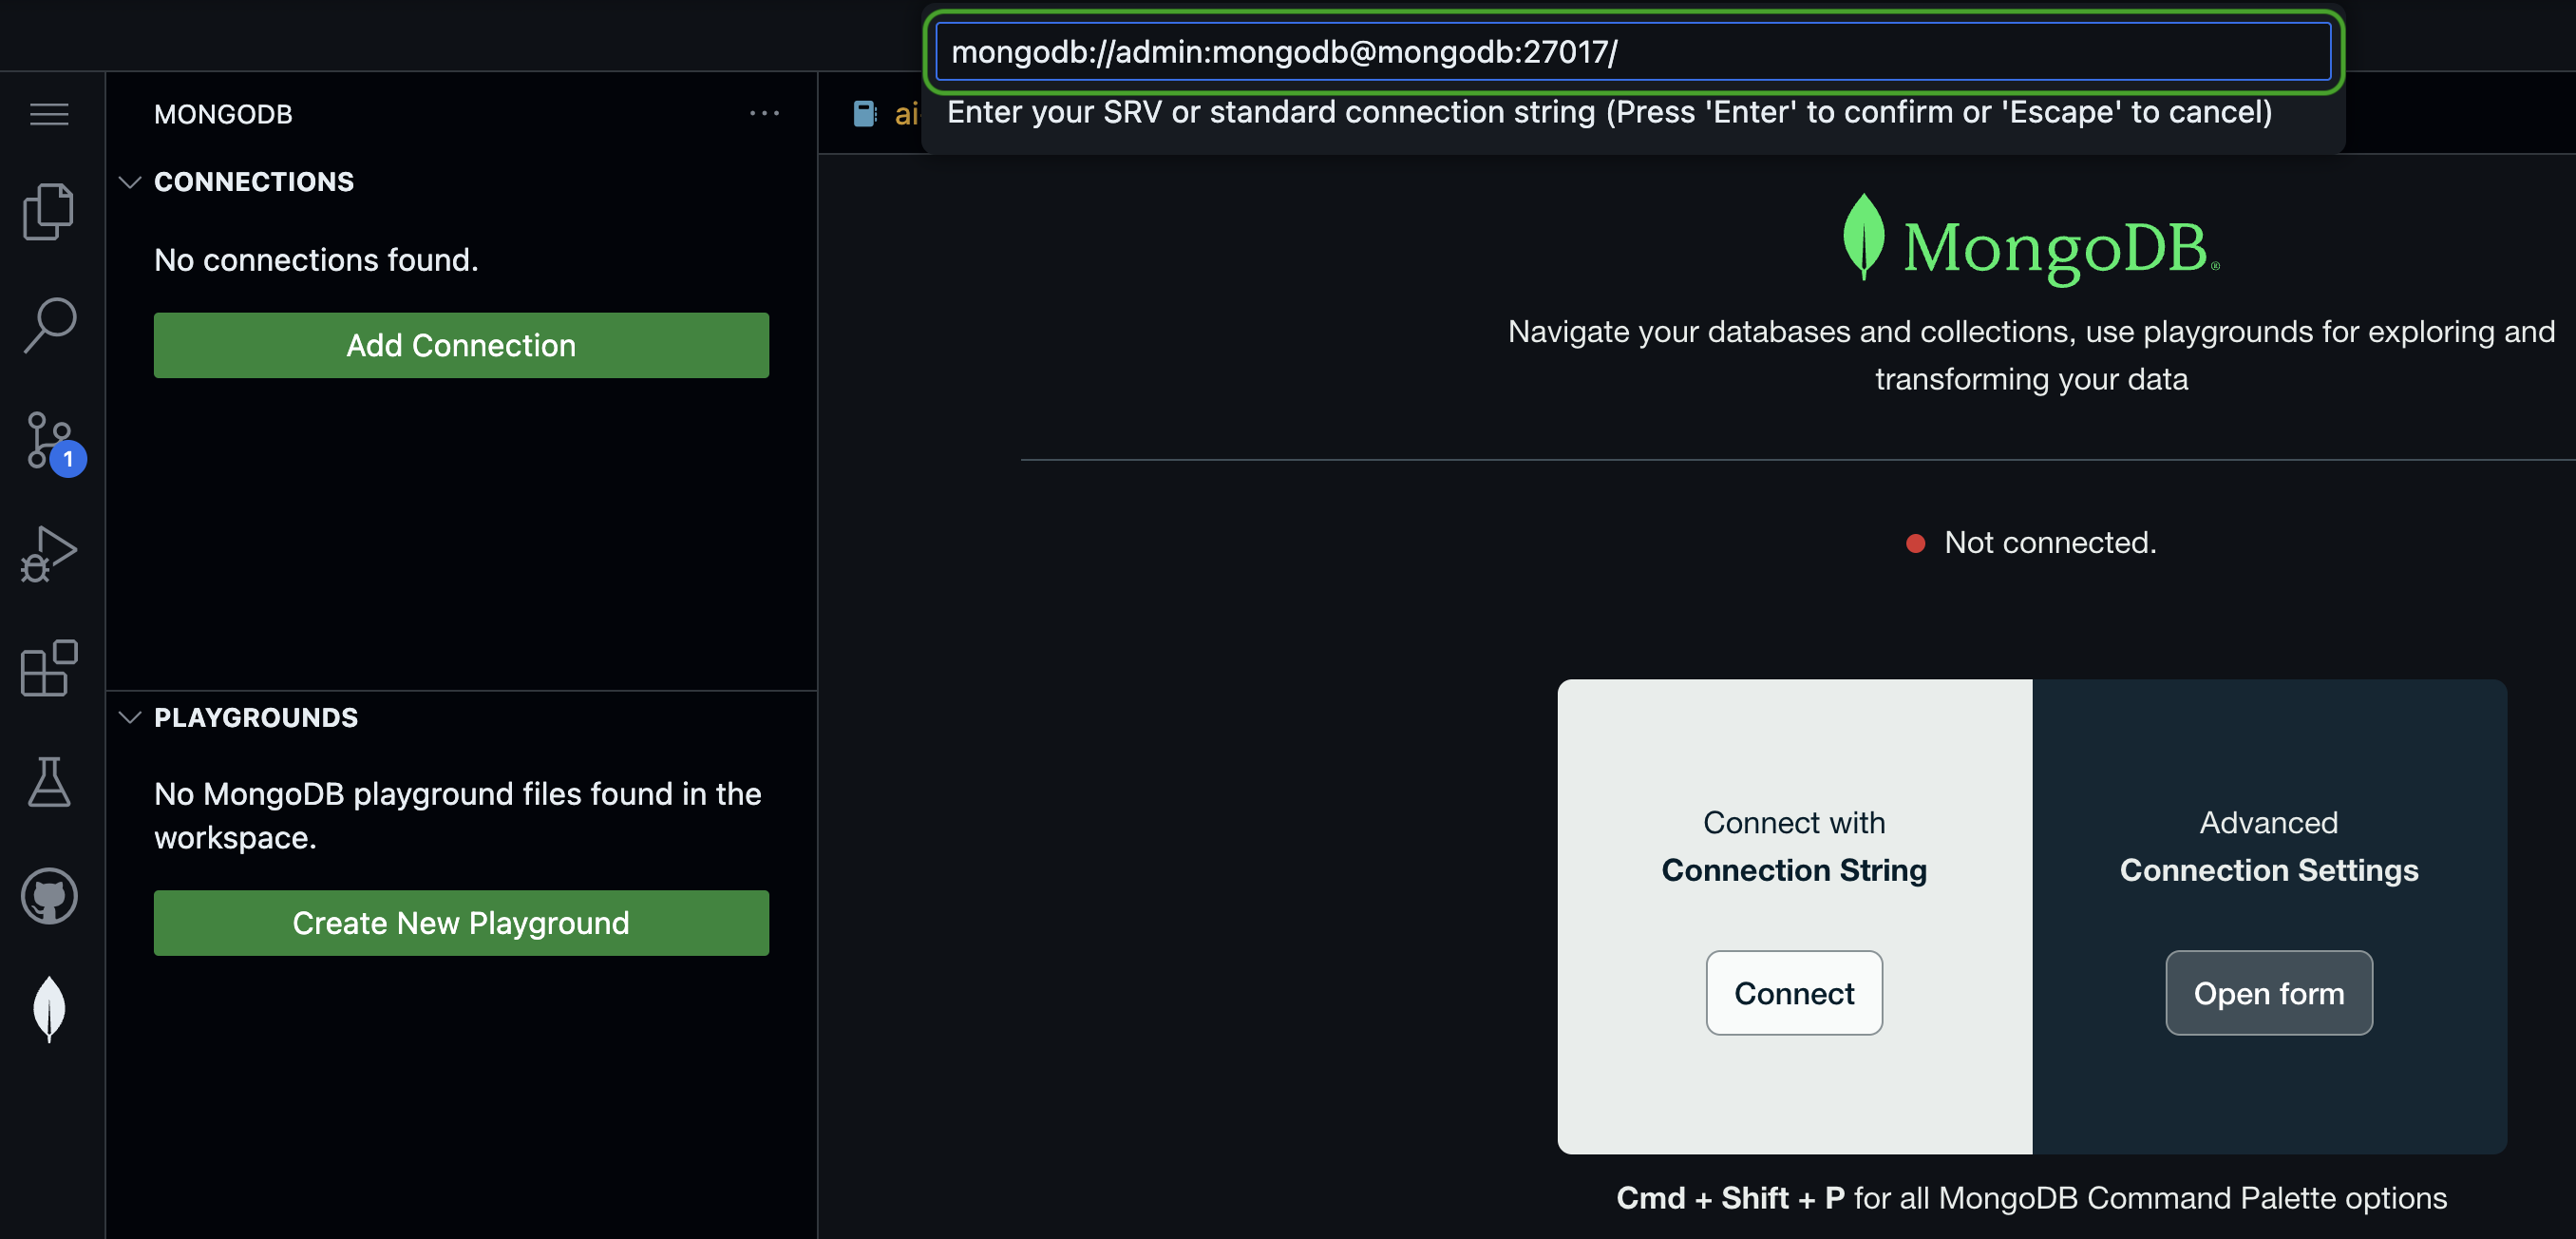 mongodb://admin:mongodb@mongodb:27017/
Enter your SRV or standard connection string (Press 'Enter' to confirm or 'Escape' to cancel)
MONGODB
ai
CONNECTIONS
No connections found.
Add Connection
1
PLAYGROUNDS
No MongoDB playground files found in the
workspace.
Create New Playground
MongoDB®
Navigate your databases and collections, use playgrounds for exploring and
transforming your data
Not connected.
Connect with
Connection String
Connect
Advanced
Connection Settings
Open form
Cmd + Shift + P for all MongoDB Command Palette options